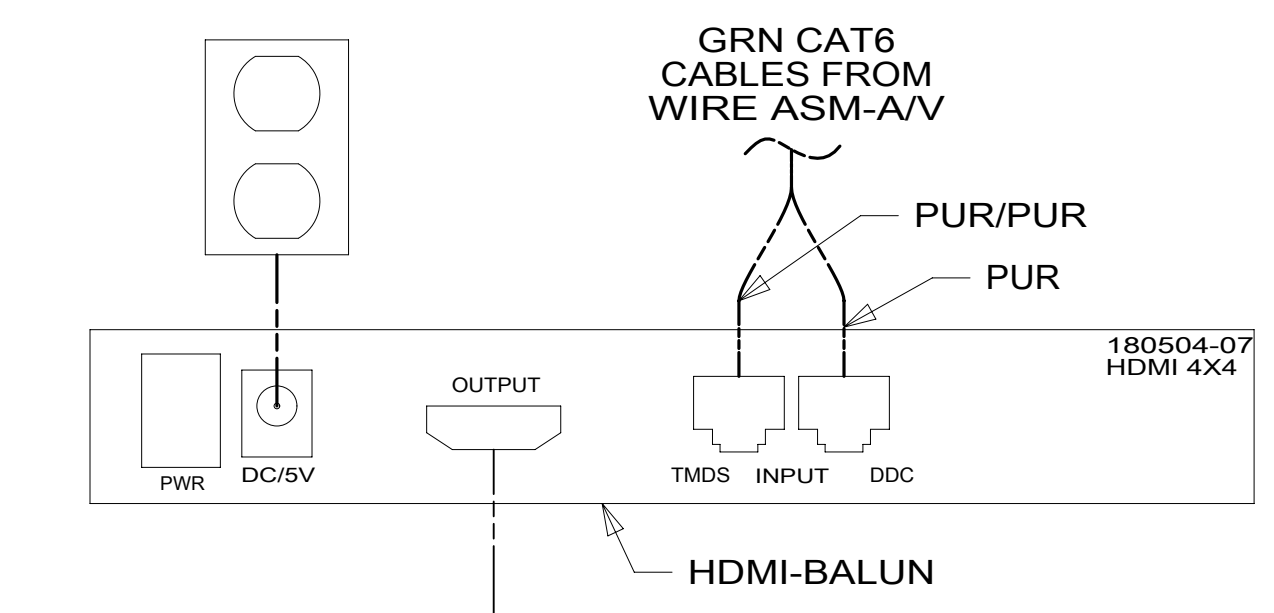 GRN CAT6
CABLES FROM
WIRE ASM-A/V
PUR/PUR
PUR
180504-07
HDMI 4X4
OUTPUT
PWR
DC/5V
TMDS
INPUT
DDC
HDMI-BALUN